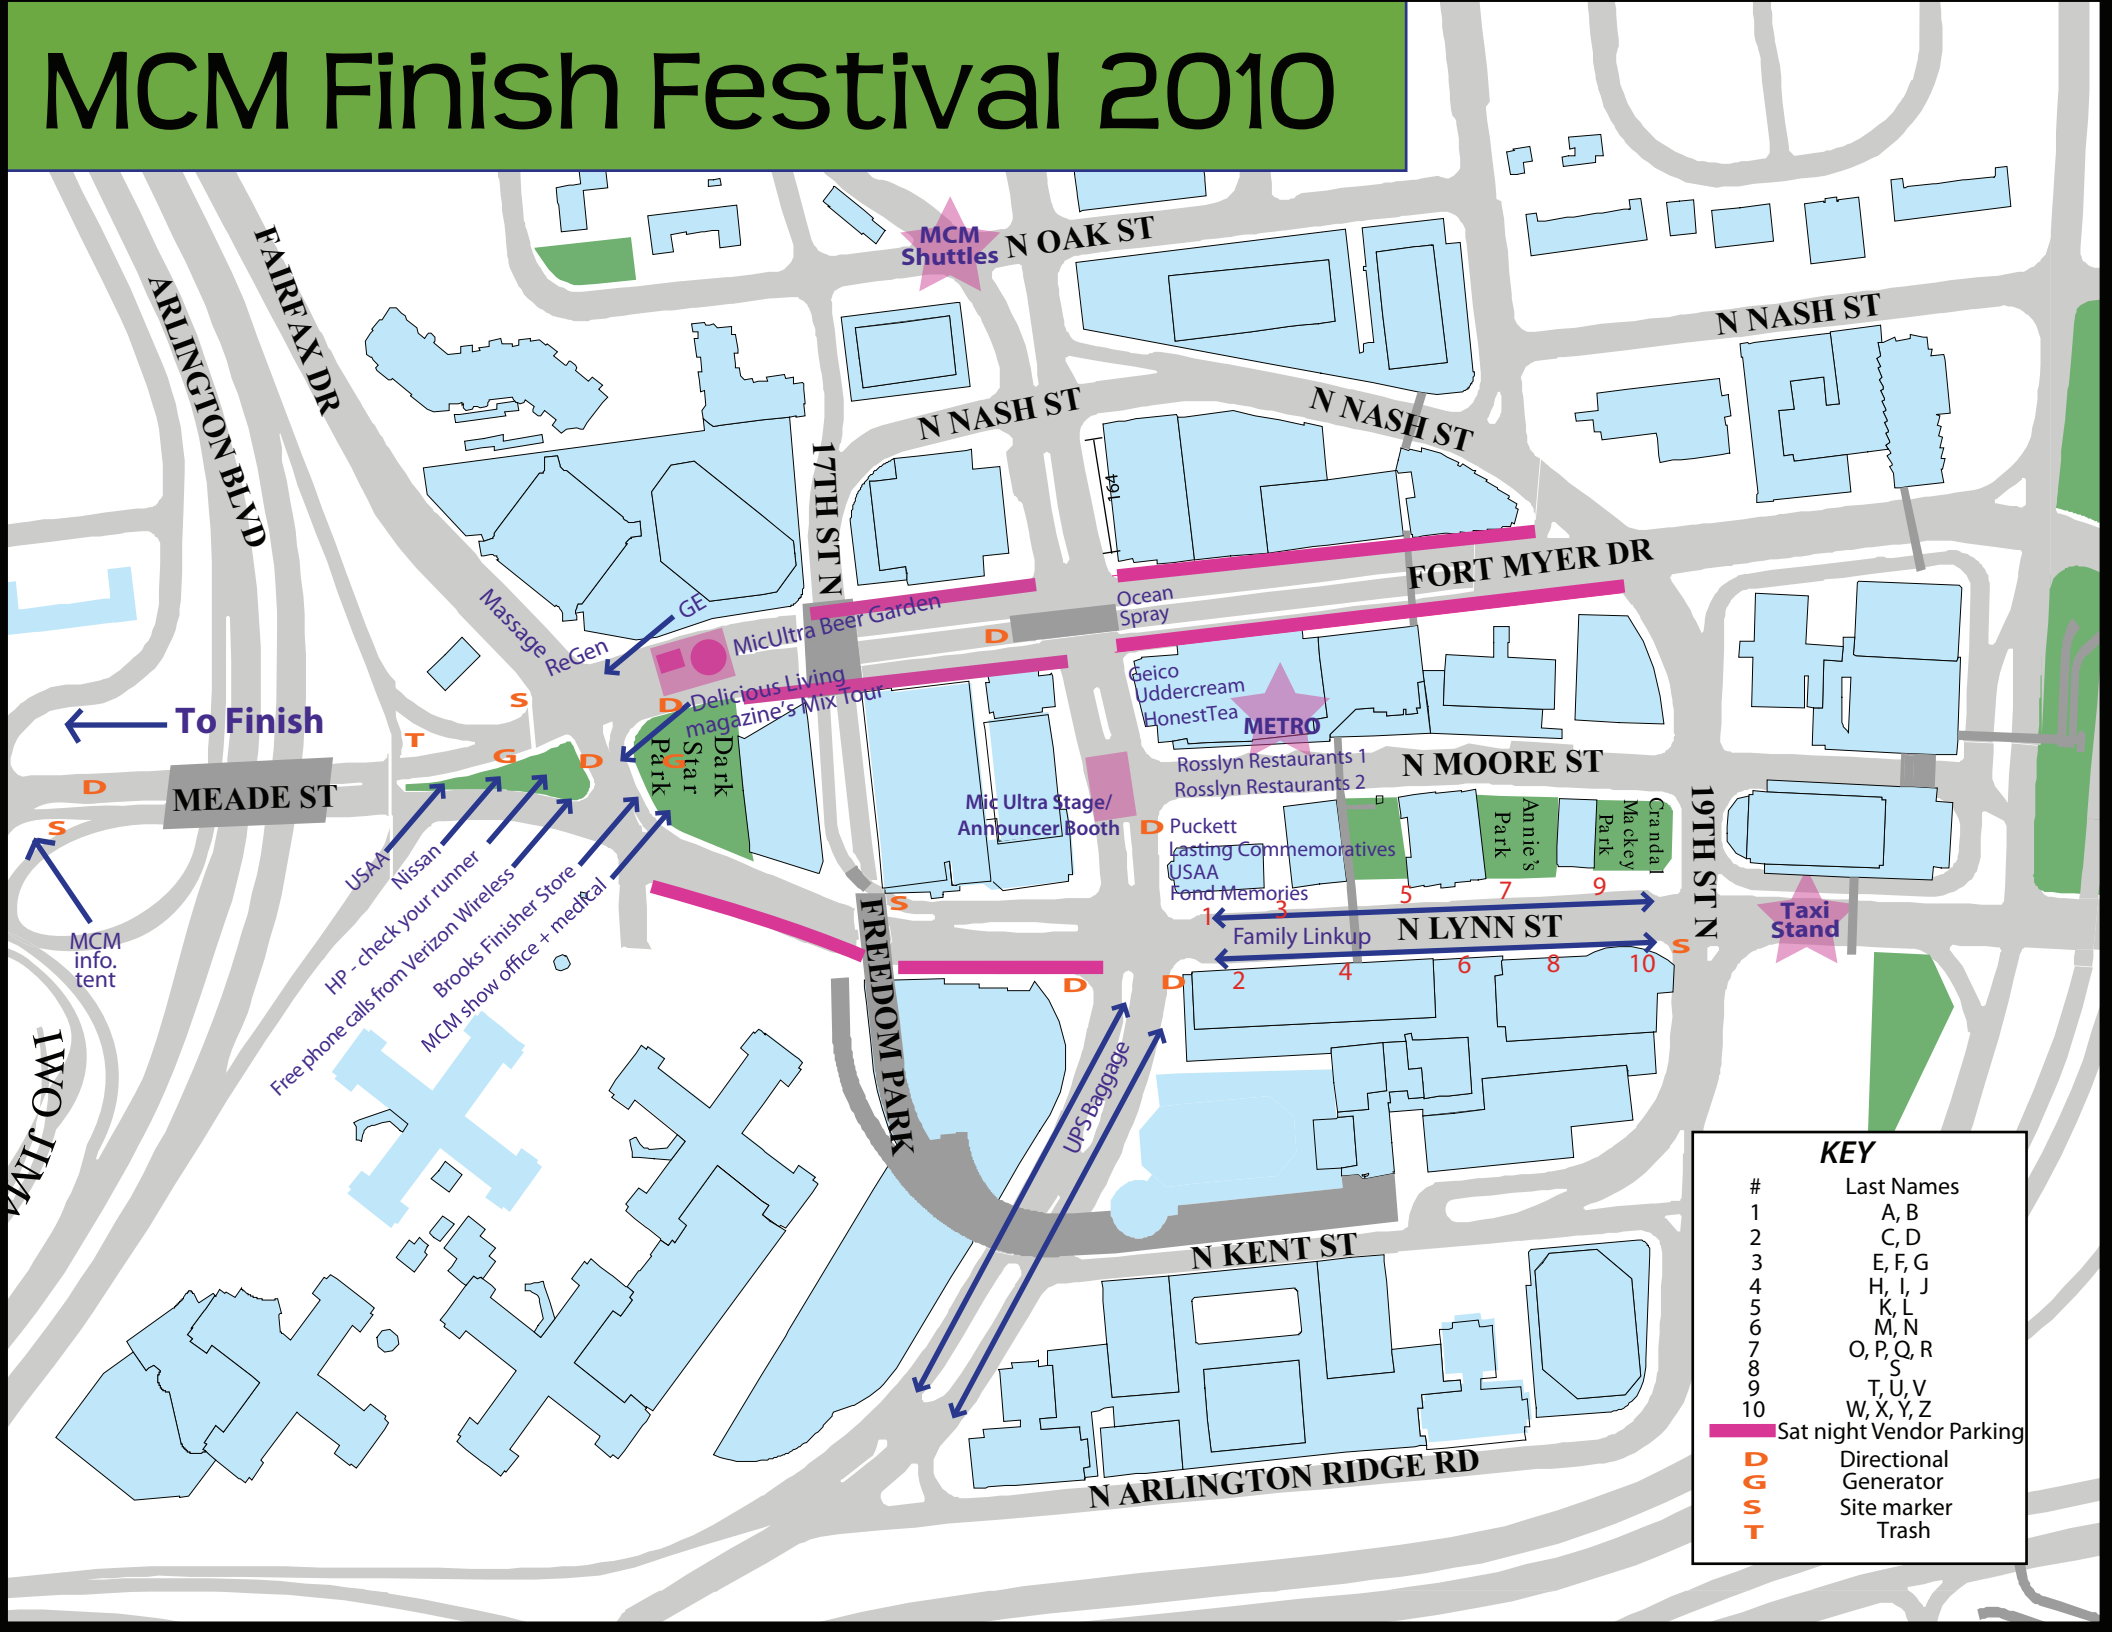 MCM Finish Festival 2010
MCM
Shuttles
N OAK ST
FAIRFAX DR
ARLINGTON BLVD
N NASH ST
N NASH ST
N NASH ST
17TH ST N
164
FORT MYER DR
Massage
ReGen
GE
MicUltra Beer Garden
Ocean
Spray
D
Delicious Living
magazine's Mix Tour
D
S
To Finish
T
G
D
G
Dark
Star
Park
Geico
Uddercream
HonestTea
METRO
N MOORE ST
Rosslyn Restaurants 1
Rosslyn Restaurants 2
D
MEADE ST
S
Mic Ultra Stage/
Announcer Booth
D
Puckett
Lasting Commemoratives
USAA
Fond Memories
Annie's
Park
Crandal
Mackey
Park
19TH ST N
USAA
Nissan
HP - check your runner
Free phone calls from Verizon Wireless
Brooks Finisher Store
MCM show office + medical
MCM
info.
tent
S
1
3
5
7
9
N LYNN ST
Family Linkup
2
4
6
8
10
S
Taxi
Stand
D
D
FREEDOM PARK
UPS Baggage
IWO JIMA
N KENT ST
N ARLINGTON RIDGE RD
KEY
# Last Names
1 A, B
2 C, D
3 E, F, G
4 H, I, J
5 K, L
6 M, N
7 O, P, Q, R
8 S
9 T, U, V
10 W, X, Y, Z
Sat night Vendor Parking
D Directional
G Generator
S Site marker
T Trash